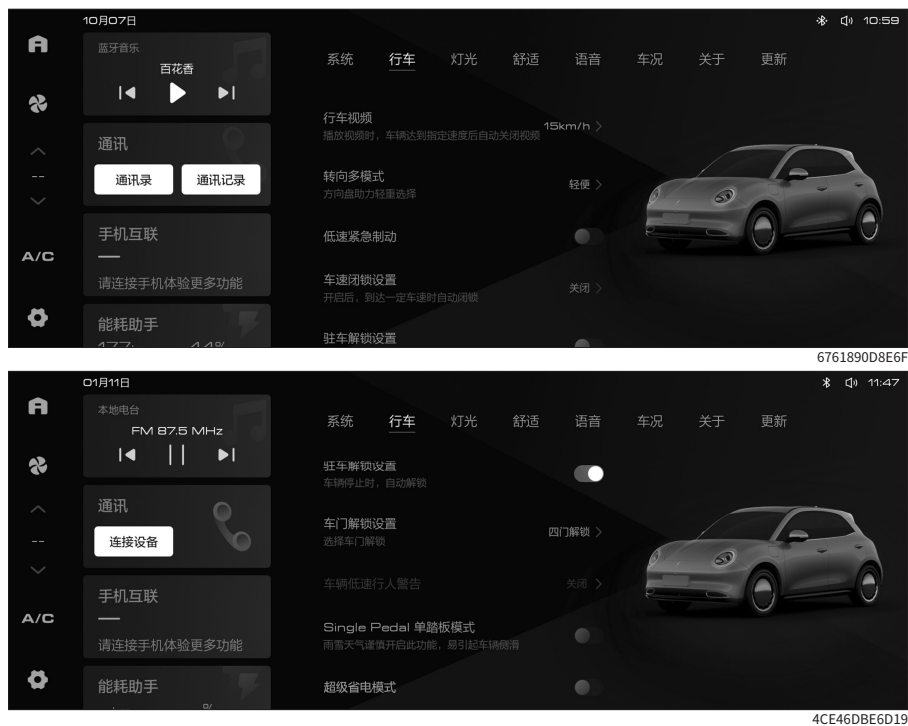 10月07日
10:59
蓝牙音乐
百花香
系统 行车 灯光 舒适 语音 车况 关于 更新
行车视频
15km/h
播放视频时，车辆达到指定速度后自动关闭视频
通讯
通讯录 通讯记录
转向多模式
轻便
方向盘助力轻重选择
--
手机互联
低速紧急制动
A/C
请连接手机体验更多功能
车速闭锁设置
关闭
开启后，到达一定车速时自动闭锁
能耗助手
驻车解锁设置
6761890D8E6F
01月11日
11:47
本地电台
FM 87.5 MHz
系统 行车 灯光 舒适 语音 车况 关于 更新
驻车解锁设置
车辆停止时，自动解锁
通讯
连接设备
车门解锁设置
四门解锁
选择车门解锁
--
手机互联
车辆低速行人警告
关闭
A/C
请连接手机体验更多功能
Single Pedal 单踏板模式
雨雪天气谨慎开启此功能，易引起车辆侧滑
能耗助手
超级省电模式
4CE46DBE6D19